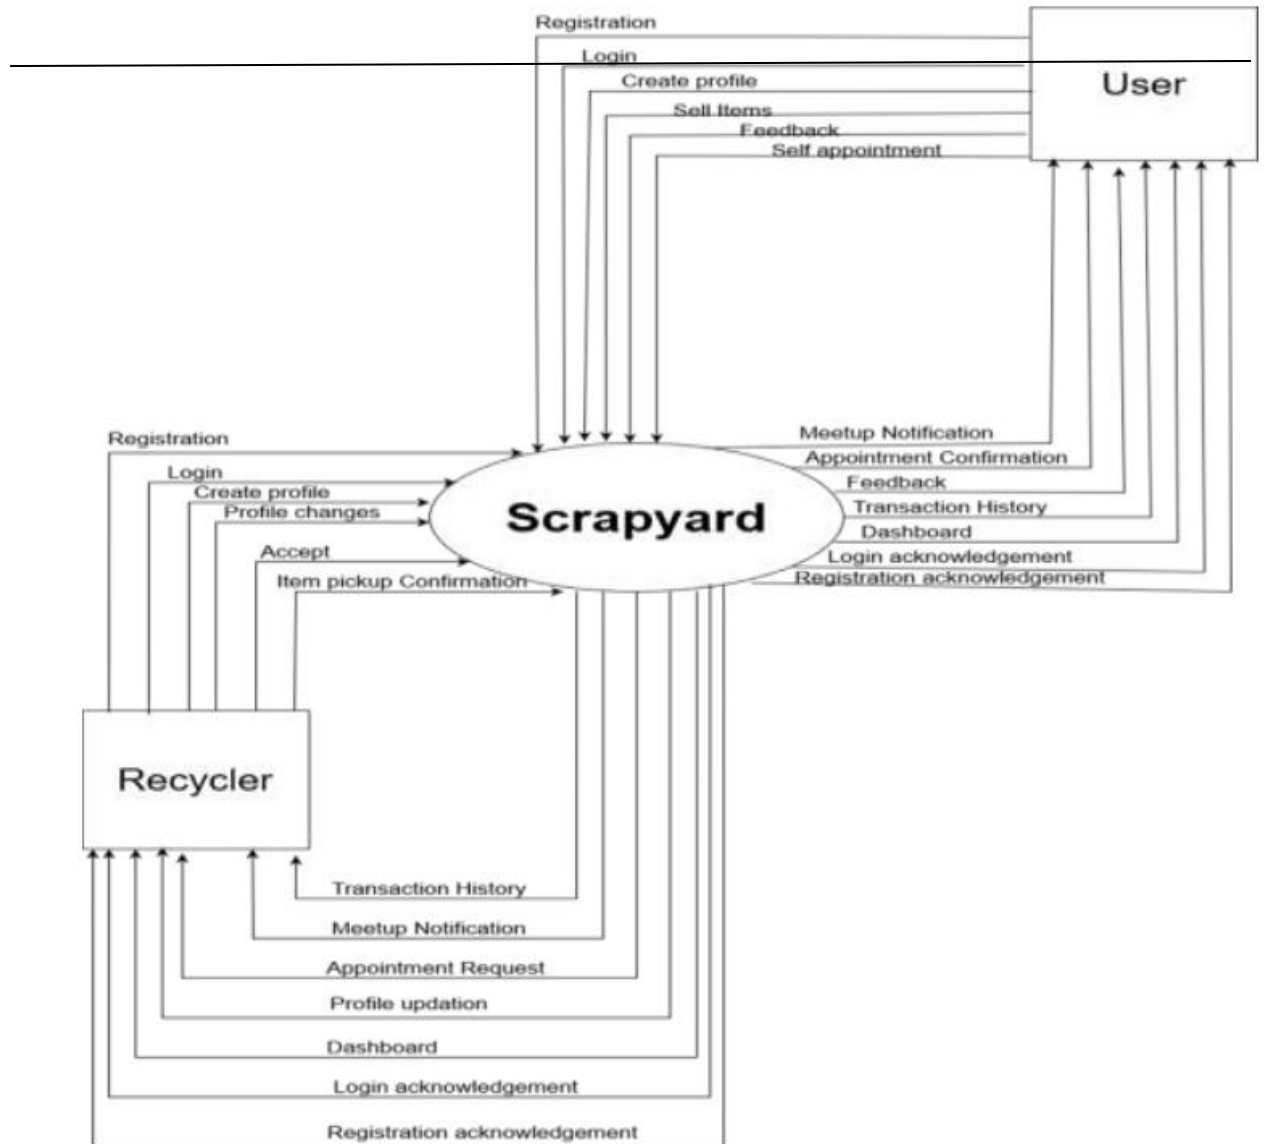 Registration
Login
Create profile
User
Sell Items
Feedback
Self appointment
Registration
Meetup Notification
Appointment Confirmation
Login
Feedback
Create profile
Transaction History
Profile changes
Scrapyard
Dashboard
Accept
Login acknowledgement
Item pickup Confirmation
Registration acknowledgement
Recycler
Transaction History
Meetup Notification
Appointment Request
Profile updation
Dashboard
Login acknowledgement
Registration acknowledgement